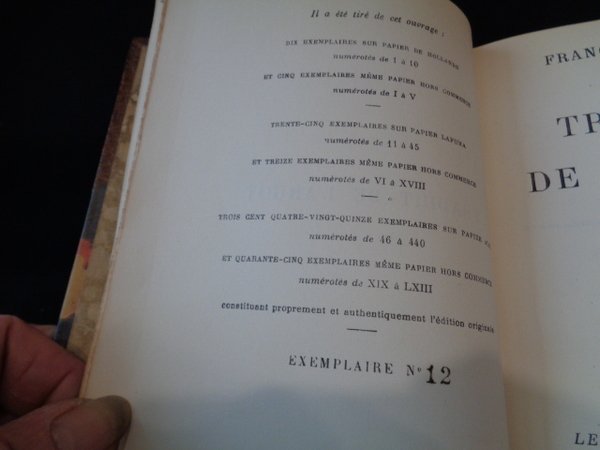 Il a été tiré de cet ouvrage :
DIX EXEMPLAIRES SUR PAPIER DE HOLLANDE
numérotés de 1 à 10
ET CINQ EXEMPLAIRES MÊME PAPIER HORS COMMERCE
numérotés de I à V
TRENTE-CINQ EXEMPLAIRES SUR PAPIER LAFUMA
numérotés de 11 à 45
ET TREIZE EXEMPLAIRES MÊME PAPIER HORS COMMERCE
numérotés de VI à XVIII
TROIS CENT QUATRE-VINGT-QUINZE EXEMPLAIRES SUR PAPIER
numérotés de 46 à 440
ET QUARANTE-CINQ EXEMPLAIRES MÊME PAPIER HORS COMMERCE
numérotés de XIX à LXIII
constituant proprement et authentiquement l'édition originale
EXEMPLAIRE N° 12
FRANÇ
TR
DE
LE